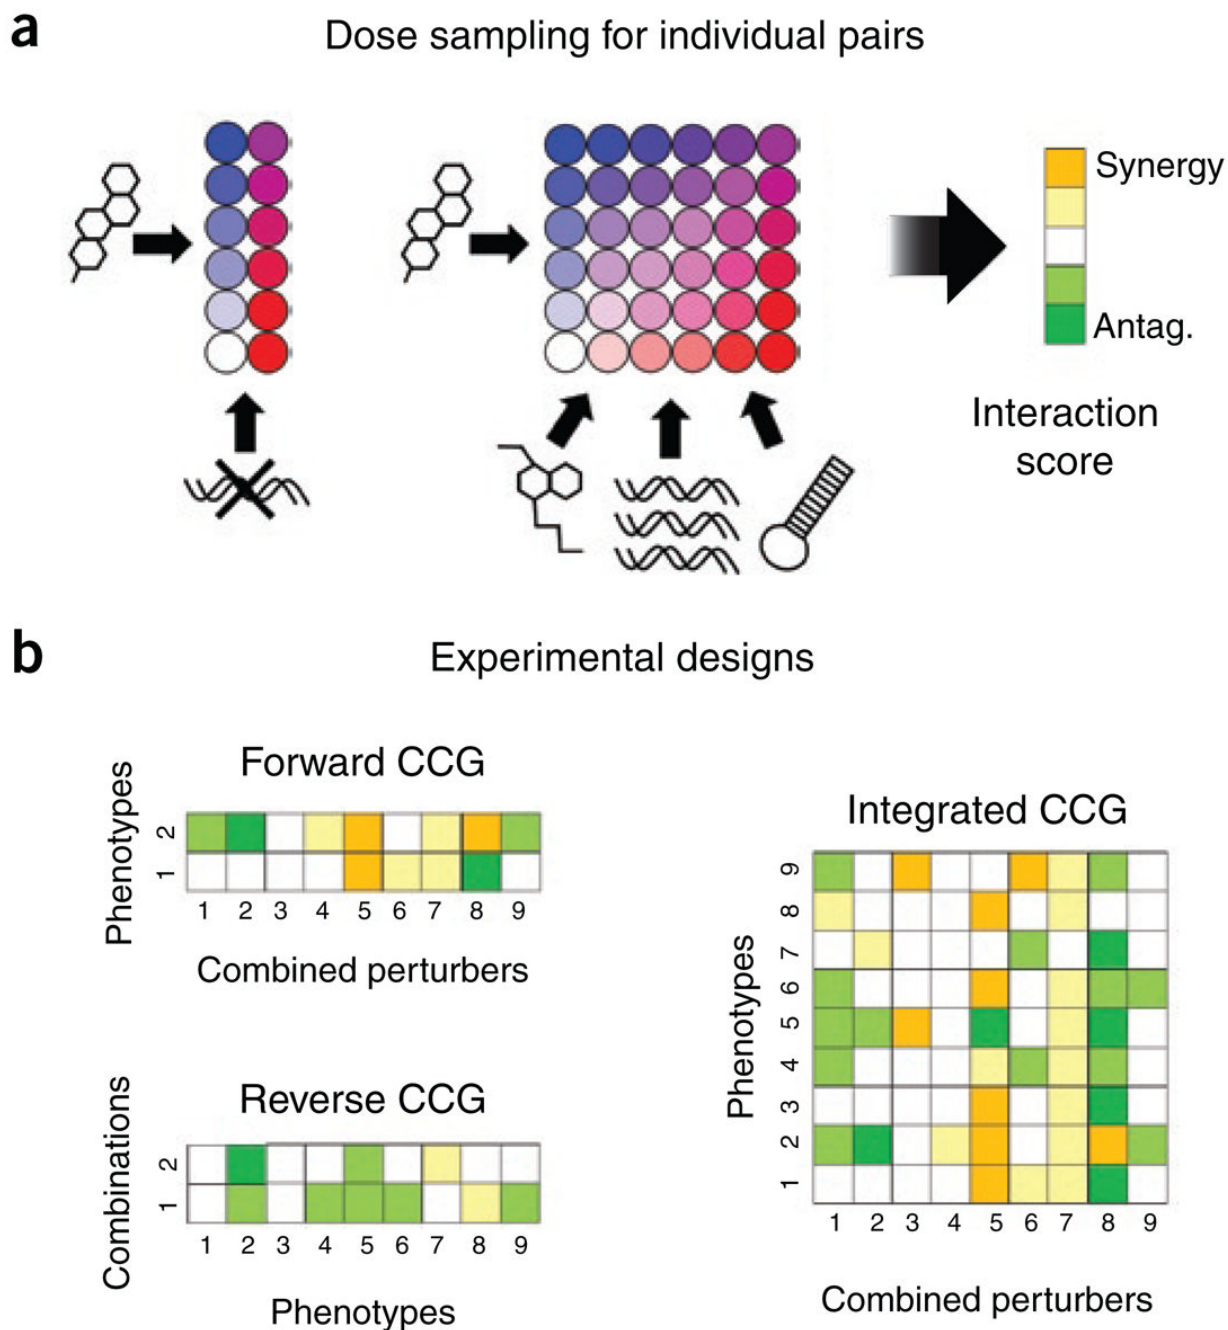 a
Dose sampling for individual pairs
Synergy
Antag.
Interaction
score
b
Experimental designs
Forward CCG
Phenotypes
2
1
1 2 3 4 5 6 7 8 9
Combined perturbers
Reverse CCG
Combinations
2
1
1 2 3 4 5 6 7 8 9
Phenotypes
Integrated CCG
Phenotypes
9
8
7
6
5
4
3
2
1
1 2 3 4 5 6 7 8 9
Combined perturbers